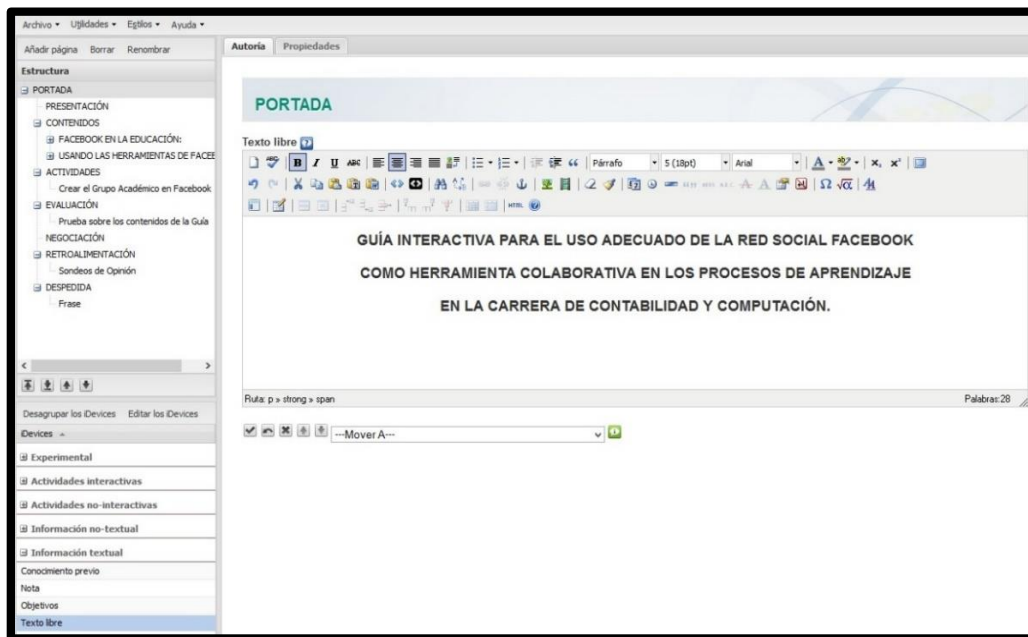 Archivo Utilidades Estilos Ayuda
Añadir página Borrar Renombrar
Estructura
PORTADA
PRESENTACIÓN
CONTENIDOS
FACEBOOK EN LA EDUCACIÓN:
USANDO LAS HERRAMIENTAS DE FACEB
ACTIVIDADES
Crear el Grupo Académico en Facebook
EVALUACIÓN
Prueba sobre los contenidos de la Guía
NEGOCIACIÓN
RETROALIMENTACIÓN
Sondeos de Opinión
DESPEDIDA
Frase
Desagrupar los iDevices Editar los iDevices
iDevices
Experimental
Actividades interactivas
Actividades no-interactivas
Información no-textual
Información textual
Conocimiento previo
Nota
Objetivos
Texto libre
Autoría Propiedades
PORTADA
Texto libre
B I U ABC Párrafo 5 (18pt) Arial A ab x, x²
HTML
GUÍA INTERACTIVA PARA EL USO ADECUADO DE LA RED SOCIAL FACEBOOK
COMO HERRAMIENTA COLABORATIVA EN LOS PROCESOS DE APRENDIZAJE
EN LA CARRERA DE CONTABILIDAD Y COMPUTACIÓN.
Ruta: p » strong » span Palabras:28
---Mover A---